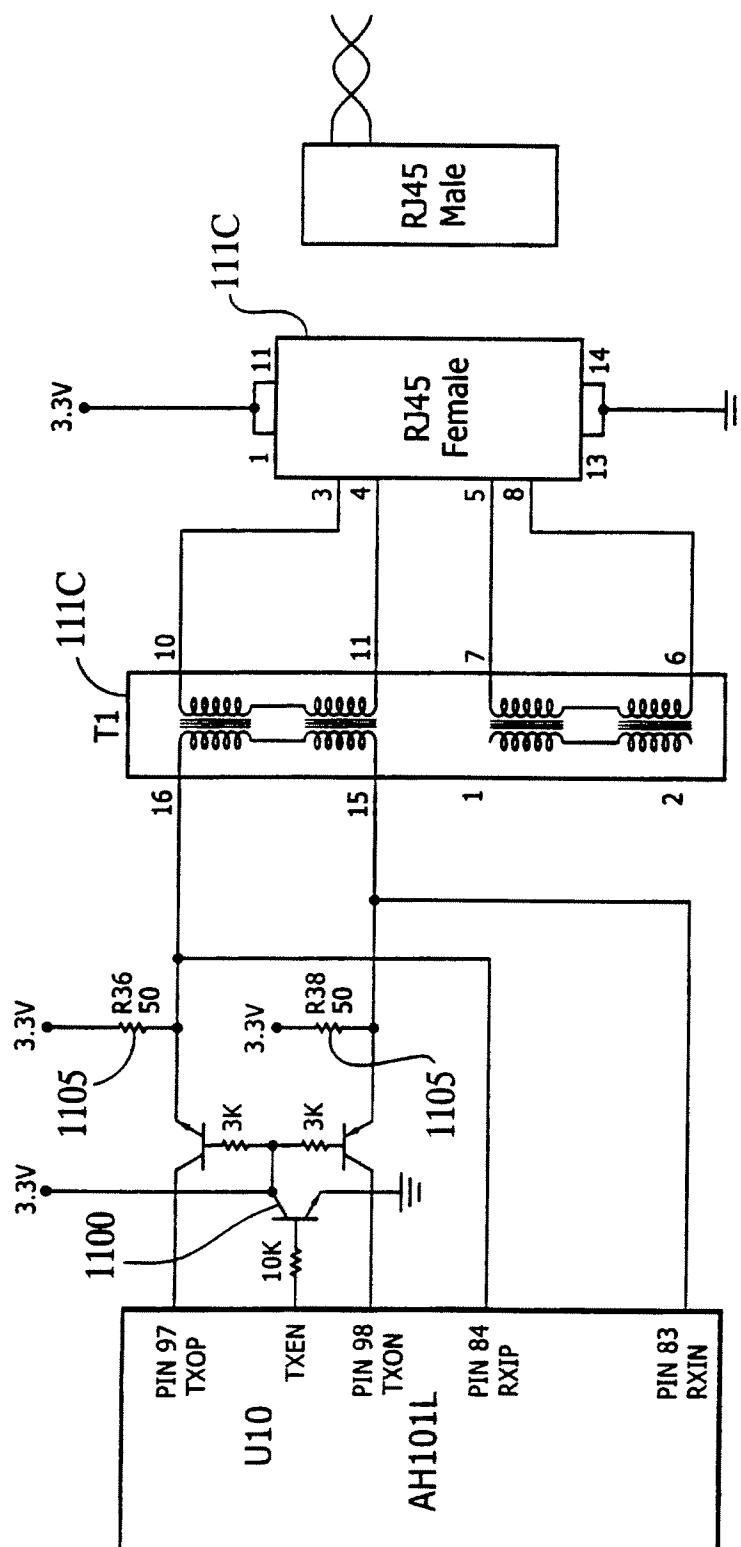 U10
AH101L
PIN 97
TXOP
TXEN
PIN 98
TXON
PIN 84
RXIP
PIN 83
RXIN
10K
1100
3.3V
3K
3K
3.3V
R36
50
1105
3.3V
R38
50
1105
T1
111C
16
15
1
2
10
11
7
6
3
4
5
8
3.3V
1
11
RJ45
Female
13
14
111C
RJ45
Male